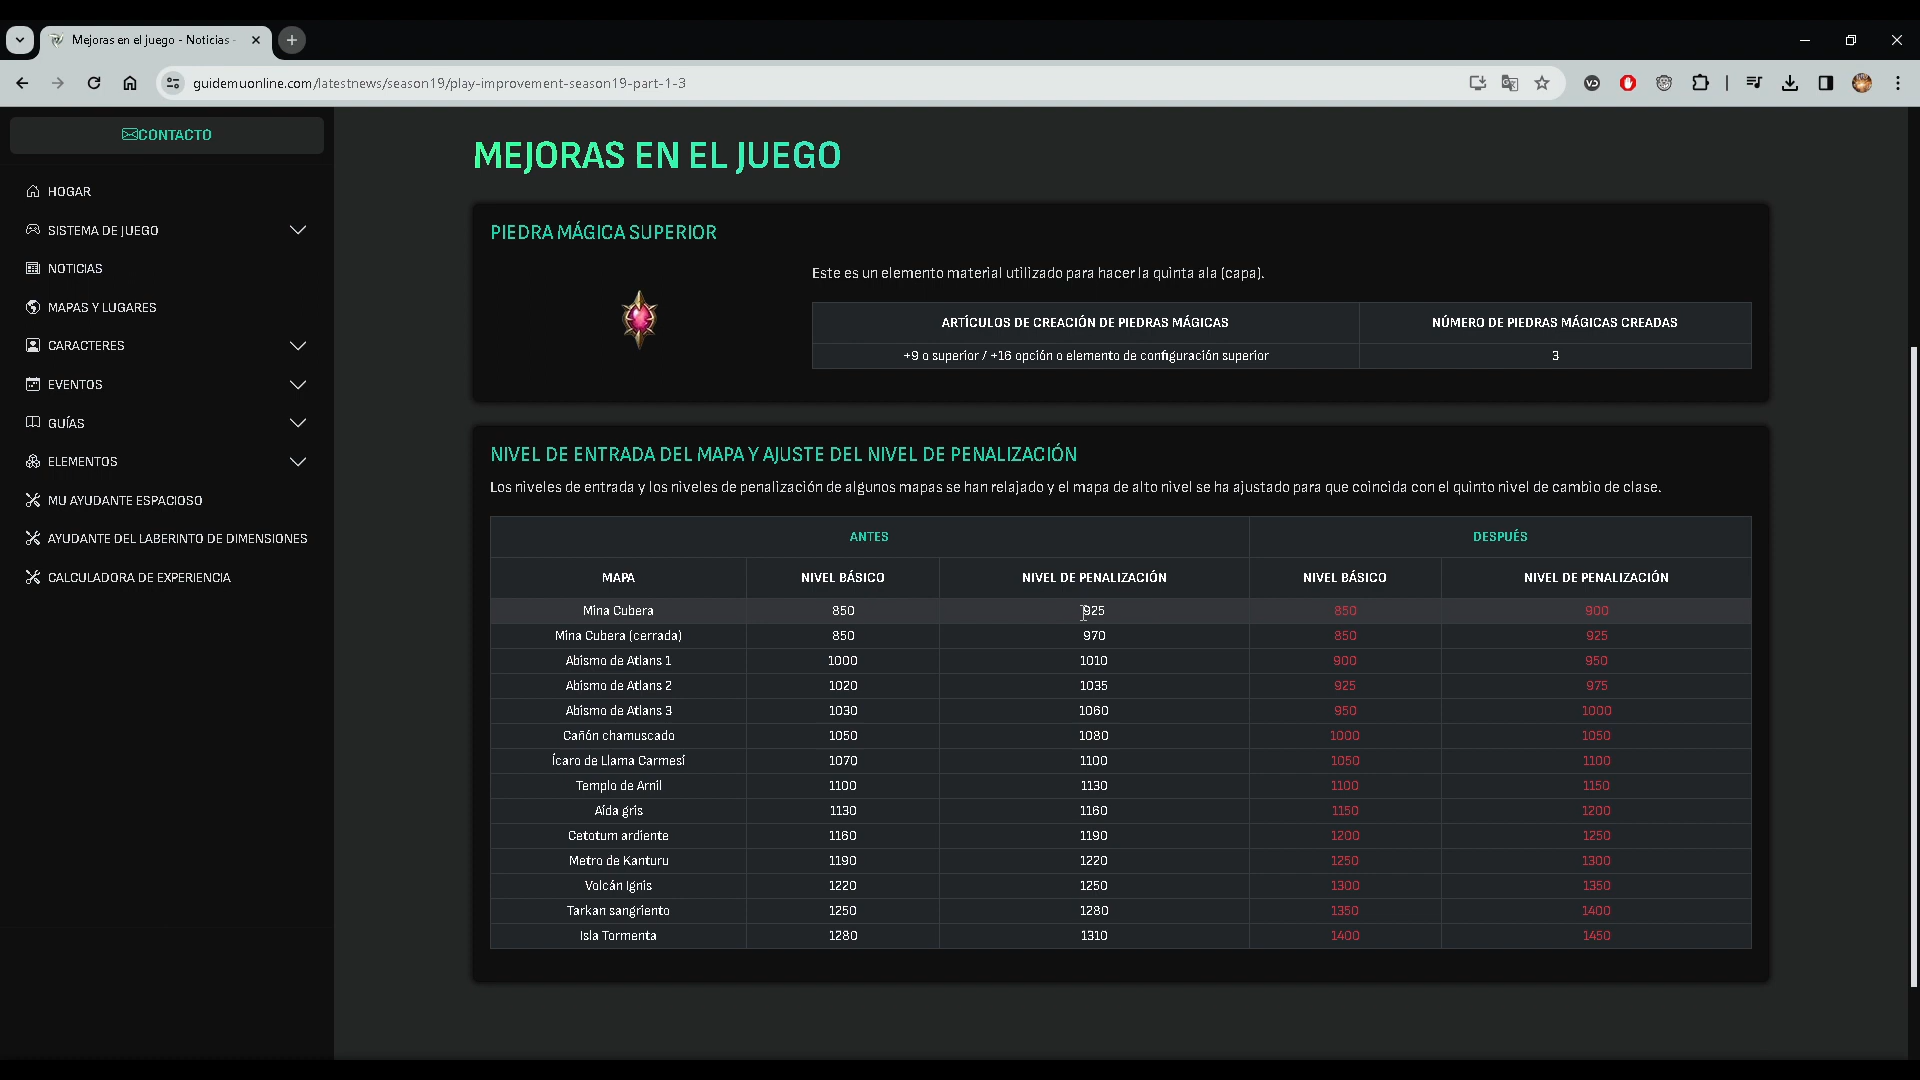 Mejoras en el juego - Noticias -
guidemuonline.com/latestnews/season19/play-improvement-season19-part-1-3
CONTACTO
HOGAR
SISTEMA DE JUEGO
NOTICIAS
MAPAS Y LUGARES
CARACTERES
EVENTOS
GUÍAS
ELEMENTOS
MU AYUDANTE ESPACIOSO
AYUDANTE DEL LABERINTO DE DIMENSIONES
CALCULADORA DE EXPERIENCIA
MEJORAS EN EL JUEGO
PIEDRA MÁGICA SUPERIOR
Este es un elemento material utilizado para hacer la quinta ala (capa).
ARTÍCULOS DE CREACIÓN DE PIEDRAS MÁGICAS NÚMERO DE PIEDRAS MÁGICAS CREADAS
+9 o superior / +16 opción o elemento de configuración superior 3
NIVEL DE ENTRADA DEL MAPA Y AJUSTE DEL NIVEL DE PENALIZACIÓN
Los niveles de entrada y los niveles de penalización de algunos mapas se han relajado y el mapa de alto nivel se ha ajustado para que coincida con el quinto nivel de cambio de clase.
ANTES DESPUÉS
MAPA NIVEL BÁSICO NIVEL DE PENALIZACIÓN NIVEL BÁSICO NIVEL DE PENALIZACIÓN
Mina Cubera 850 925 850 900
Mina Cubera (cerrada) 850 970 850 925
Abismo de Atlans 1 1000 1010 900 950
Abismo de Atlans 2 1020 1035 925 975
Abismo de Atlans 3 1030 1060 950 1000
Cañón chamuscado 1050 1080 1000 1050
Ícaro de Llama Carmesí 1070 1100 1050 1100
Templo de Arnil 1100 1130 1100 1150
Aída gris 1130 1160 1150 1200
Cetotum ardiente 1160 1190 1200 1250
Metro de Kanturu 1190 1220 1250 1300
Volcán Ignis 1220 1250 1300 1350
Tarkan sangriento 1250 1280 1350 1400
Isla Tormenta 1280 1310 1400 1450